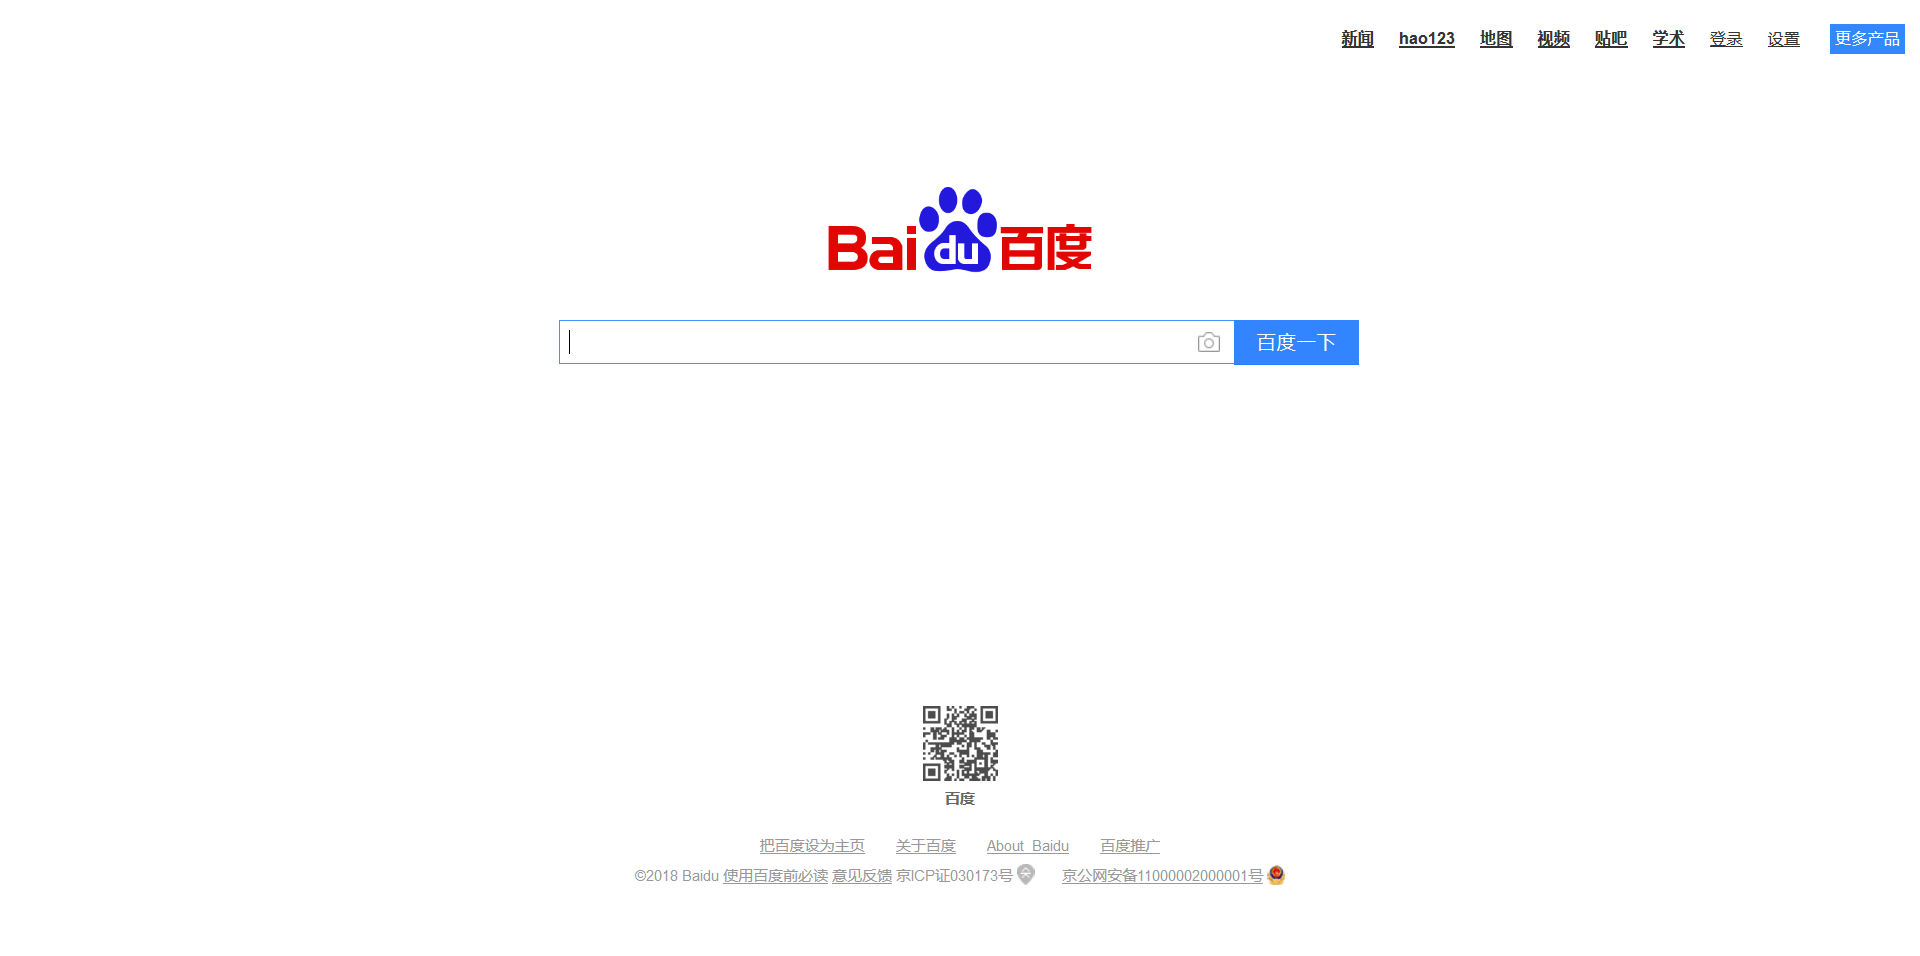 新闻 hao123 地图 视频 贴吧 学术 登录 设置 更多产品
Bai du 百度
百度一下
百度
把百度设为主页 关于百度 About Baidu 百度推广
©2018 Baidu 使用百度前必读 意见反馈 京ICP证030173号 京公网安备11000002000001号